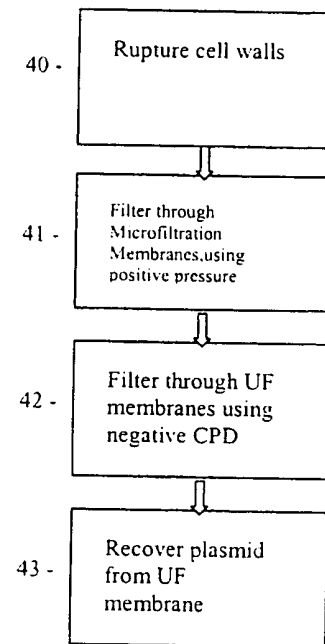 40 -
Rupture cell walls
41 -
Filter through
Microfiltration
Membranes,using
positive pressure
42 -
Filter through UF
membranes using
negative CPD
43 -
Recover plasmid
from UF
membrane